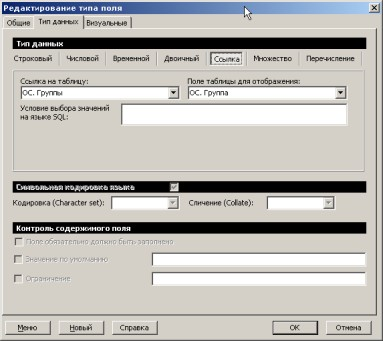 Редактирование типа поля
Общие Тип данных Визуальные
Тип данных
Строковый Числовой Временной Двоичный Ссылка Множество Перечисление
Ссылка на таблицу: Поле таблицы для отображения:
ОС. Группы ОС. Группа
Условие выбора значений
на языке SQL:
Символьная кодировка языка
Кодировка (Character set): Сличение (Collate):
Контроль содержимого поля
Поле обязательно должно быть заполнено
Значение по умолчанию
Ограничение
Меню Новый Справка OK Отмена